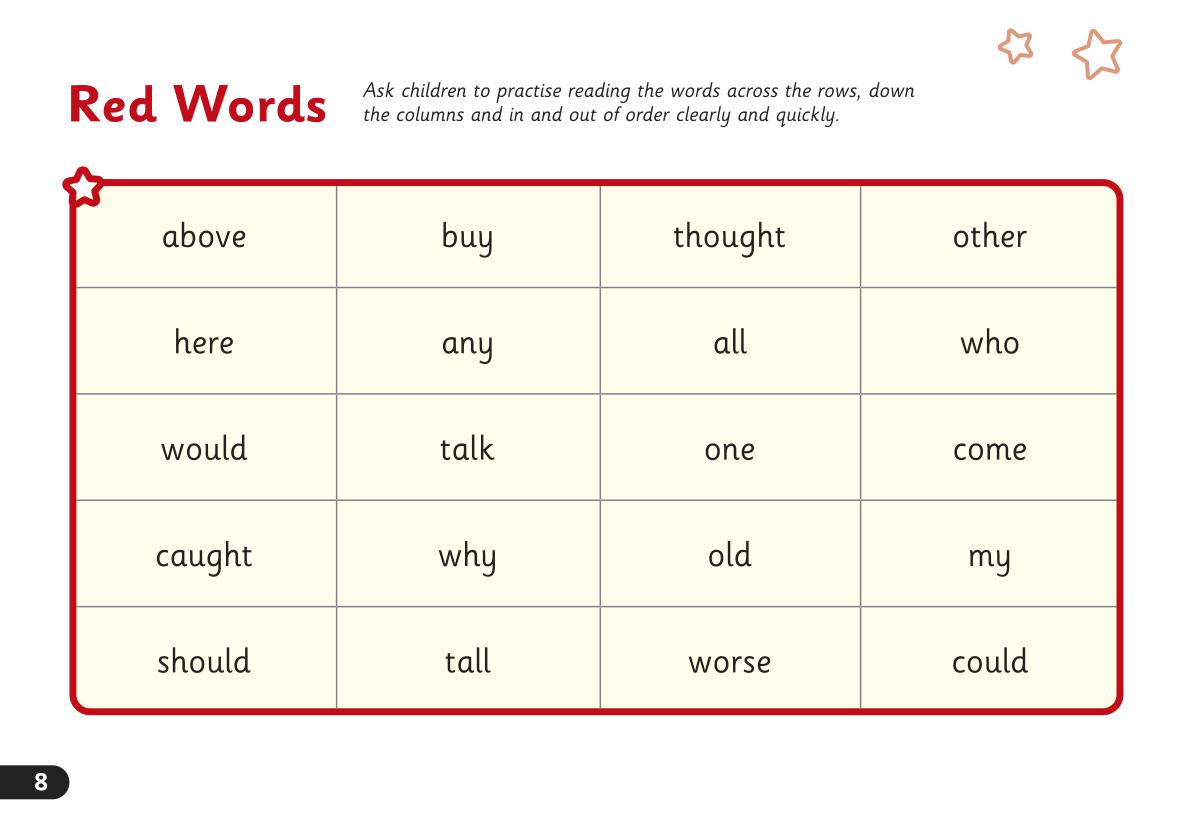 Red Words
Ask children to practise reading the words across the rows, down
the columns and in and out of order clearly and quickly.
above buy thought other
here any all who
would talk one come
caught why old my
should tall worse could
8